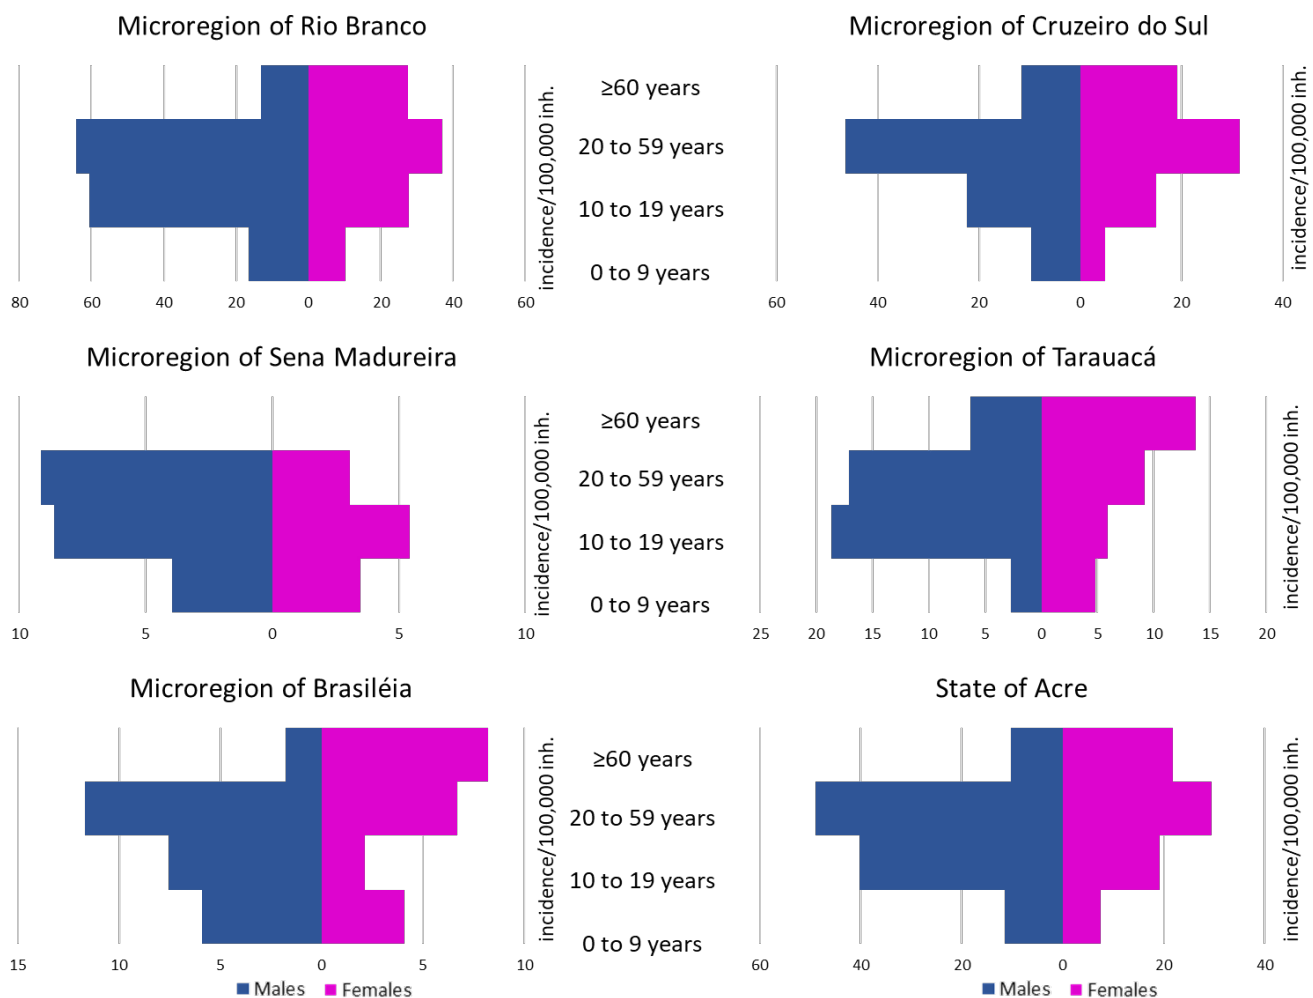 Microregion of Rio Branco
≥60 years
20 to 59 years
10 to 19 years
0 to 9 years
incidence/100,000 inh.
80 60 40 20 0 20 40 60
Microregion of Cruzeiro do Sul
incidence/100,000 inh.
60 40 20 0 20 40
Microregion of Sena Madureira
≥60 years
20 to 59 years
10 to 19 years
0 to 9 years
incidence/100,000 inh.
10 5 0 5 10
Microregion of Tarauacá
incidence/100,000 inh.
25 20 15 10 5 0 5 10 15 20
Microregion of Brasiléia
≥60 years
20 to 59 years
10 to 19 years
0 to 9 years
incidence/100,000 inh.
15 10 5 0 5 10
Males Females
State of Acre
incidence/100,000 inh.
60 40 20 0 20 40
Males Females